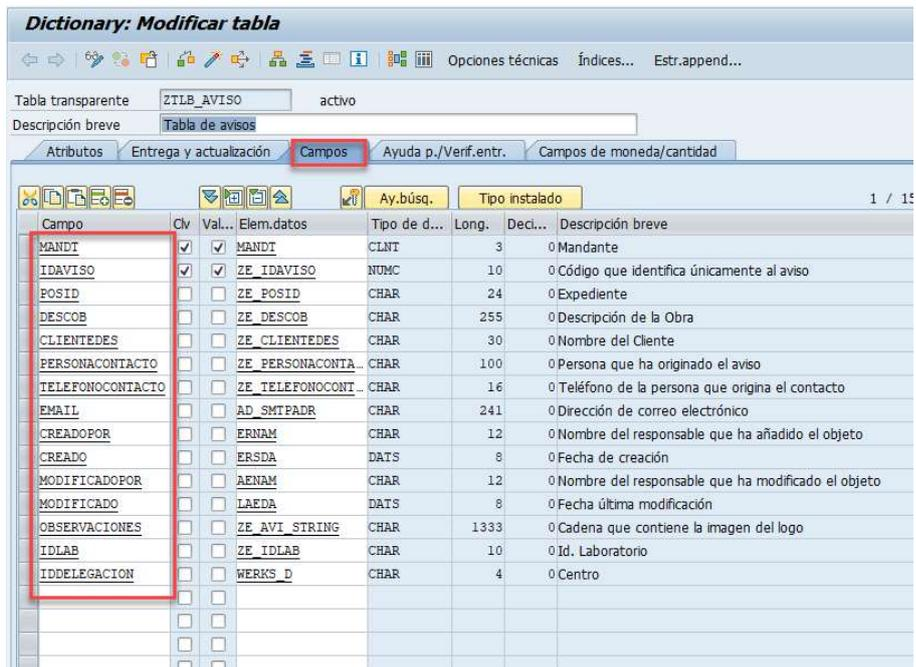 Dictionary: Modificar tabla
Opciones técnicas Índices... Estr.append...
Tabla transparente ZTLB_AVISO activo
Descripción breve Tabla de avisos
Atributos Entrega y actualización Campos Ayuda p./Verif.entr. Campos de moneda/cantidad
Ay.búsq. Tipo instalado 1 / 15
Campo Clv Val... Elem.datos Tipo de d... Long. Deci... Descripción breve
MANDT MANDT CLNT 3 0 Mandante
IDAVISO ZE_IDAVISO NUMC 10 0 Código que identifica únicamente al aviso
POSID ZE_POSID CHAR 24 0 Expediente
DESCOB ZE_DESCOB CHAR 255 0 Descripción de la Obra
CLIENTEDES ZE_CLIENTEDES CHAR 30 0 Nombre del Cliente
PERSONACONTACTO ZE_PERSONACONTA... CHAR 100 0 Persona que ha originado el aviso
TELEFONOCONTACTO ZE_TELEFONOCONT... CHAR 16 0 Teléfono de la persona que origina el contacto
EMAIL AD_SMTPADR CHAR 241 0 Dirección de correo electrónico
CREADOPOR ERNAM CHAR 12 0 Nombre del responsable que ha añadido el objeto
CREADO ERSDA DATS 8 0 Fecha de creación
MODIFICADOPOR AENAM CHAR 12 0 Nombre del responsable que ha modificado el objeto
MODIFICADO LAEDA DATS 8 0 Fecha última modificación
OBSERVACIONES ZE_AVI_STRING CHAR 1333 0 Cadena que contiene la imagen del logo
IDLAB ZE_IDLAB CHAR 10 0 Id. Laboratorio
IDDELEGACION WERKS_D CHAR 4 0 Centro